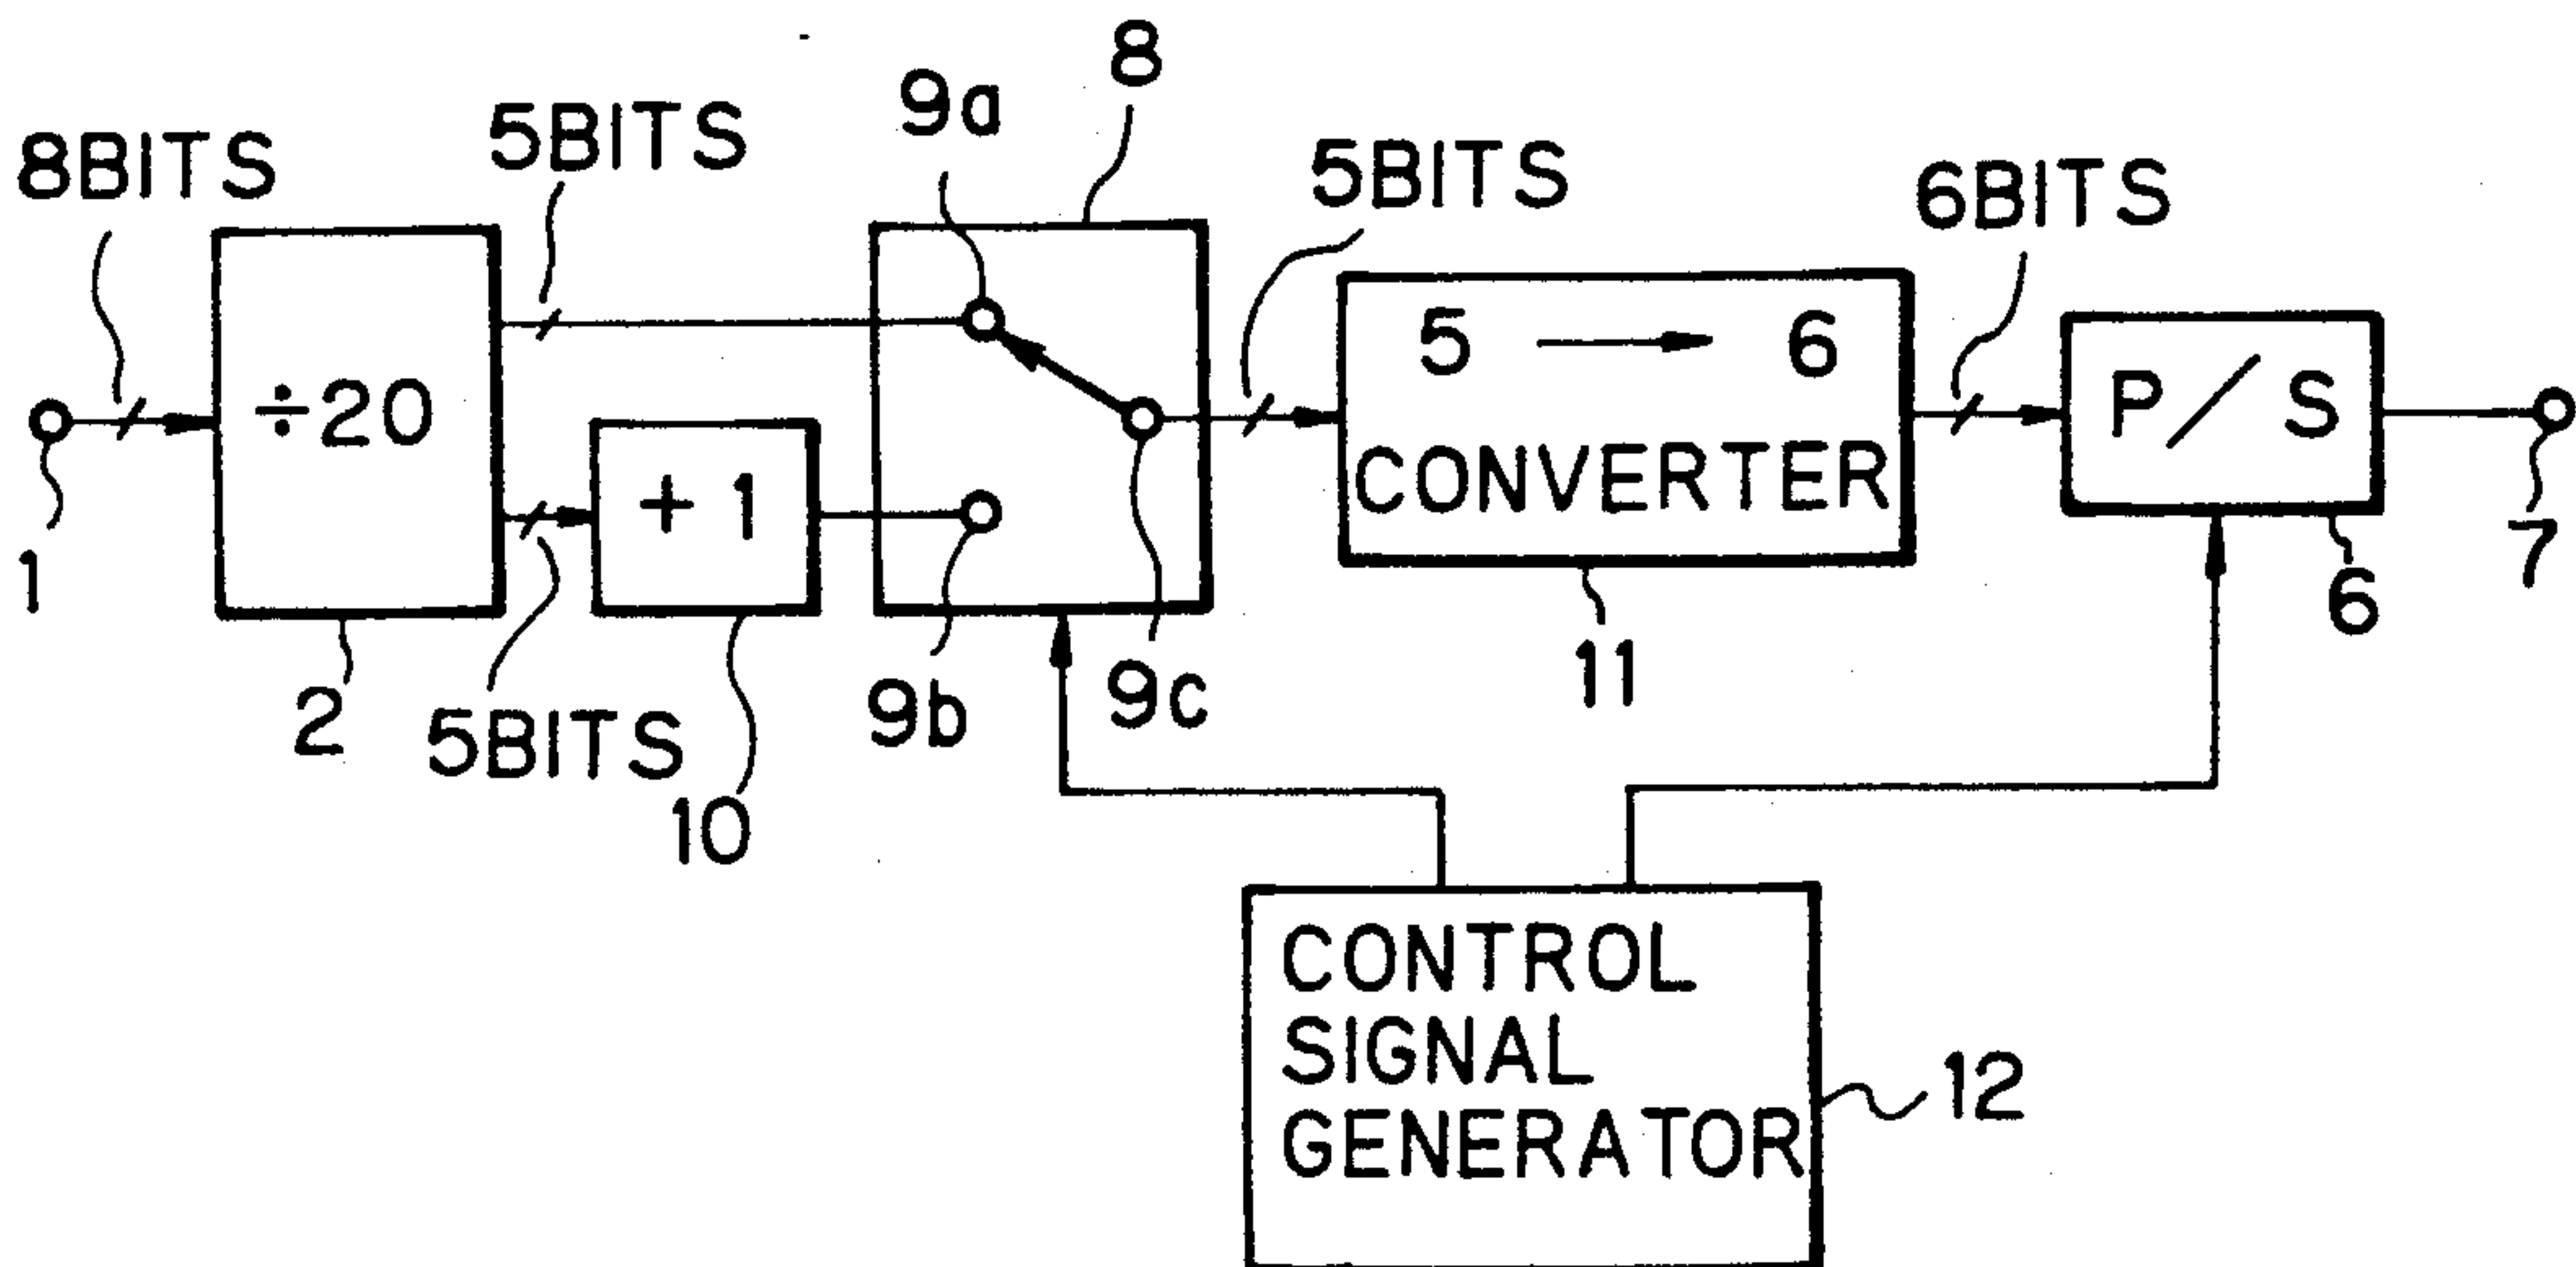 8
9a
5BITS
8BITS
5BITS
6BITS
÷20
5 → 6
CONVERTER
P/S
+1
1
7
6
2
5BITS
10
9b
9c
11
CONTROL
SIGNAL
GENERATOR
12